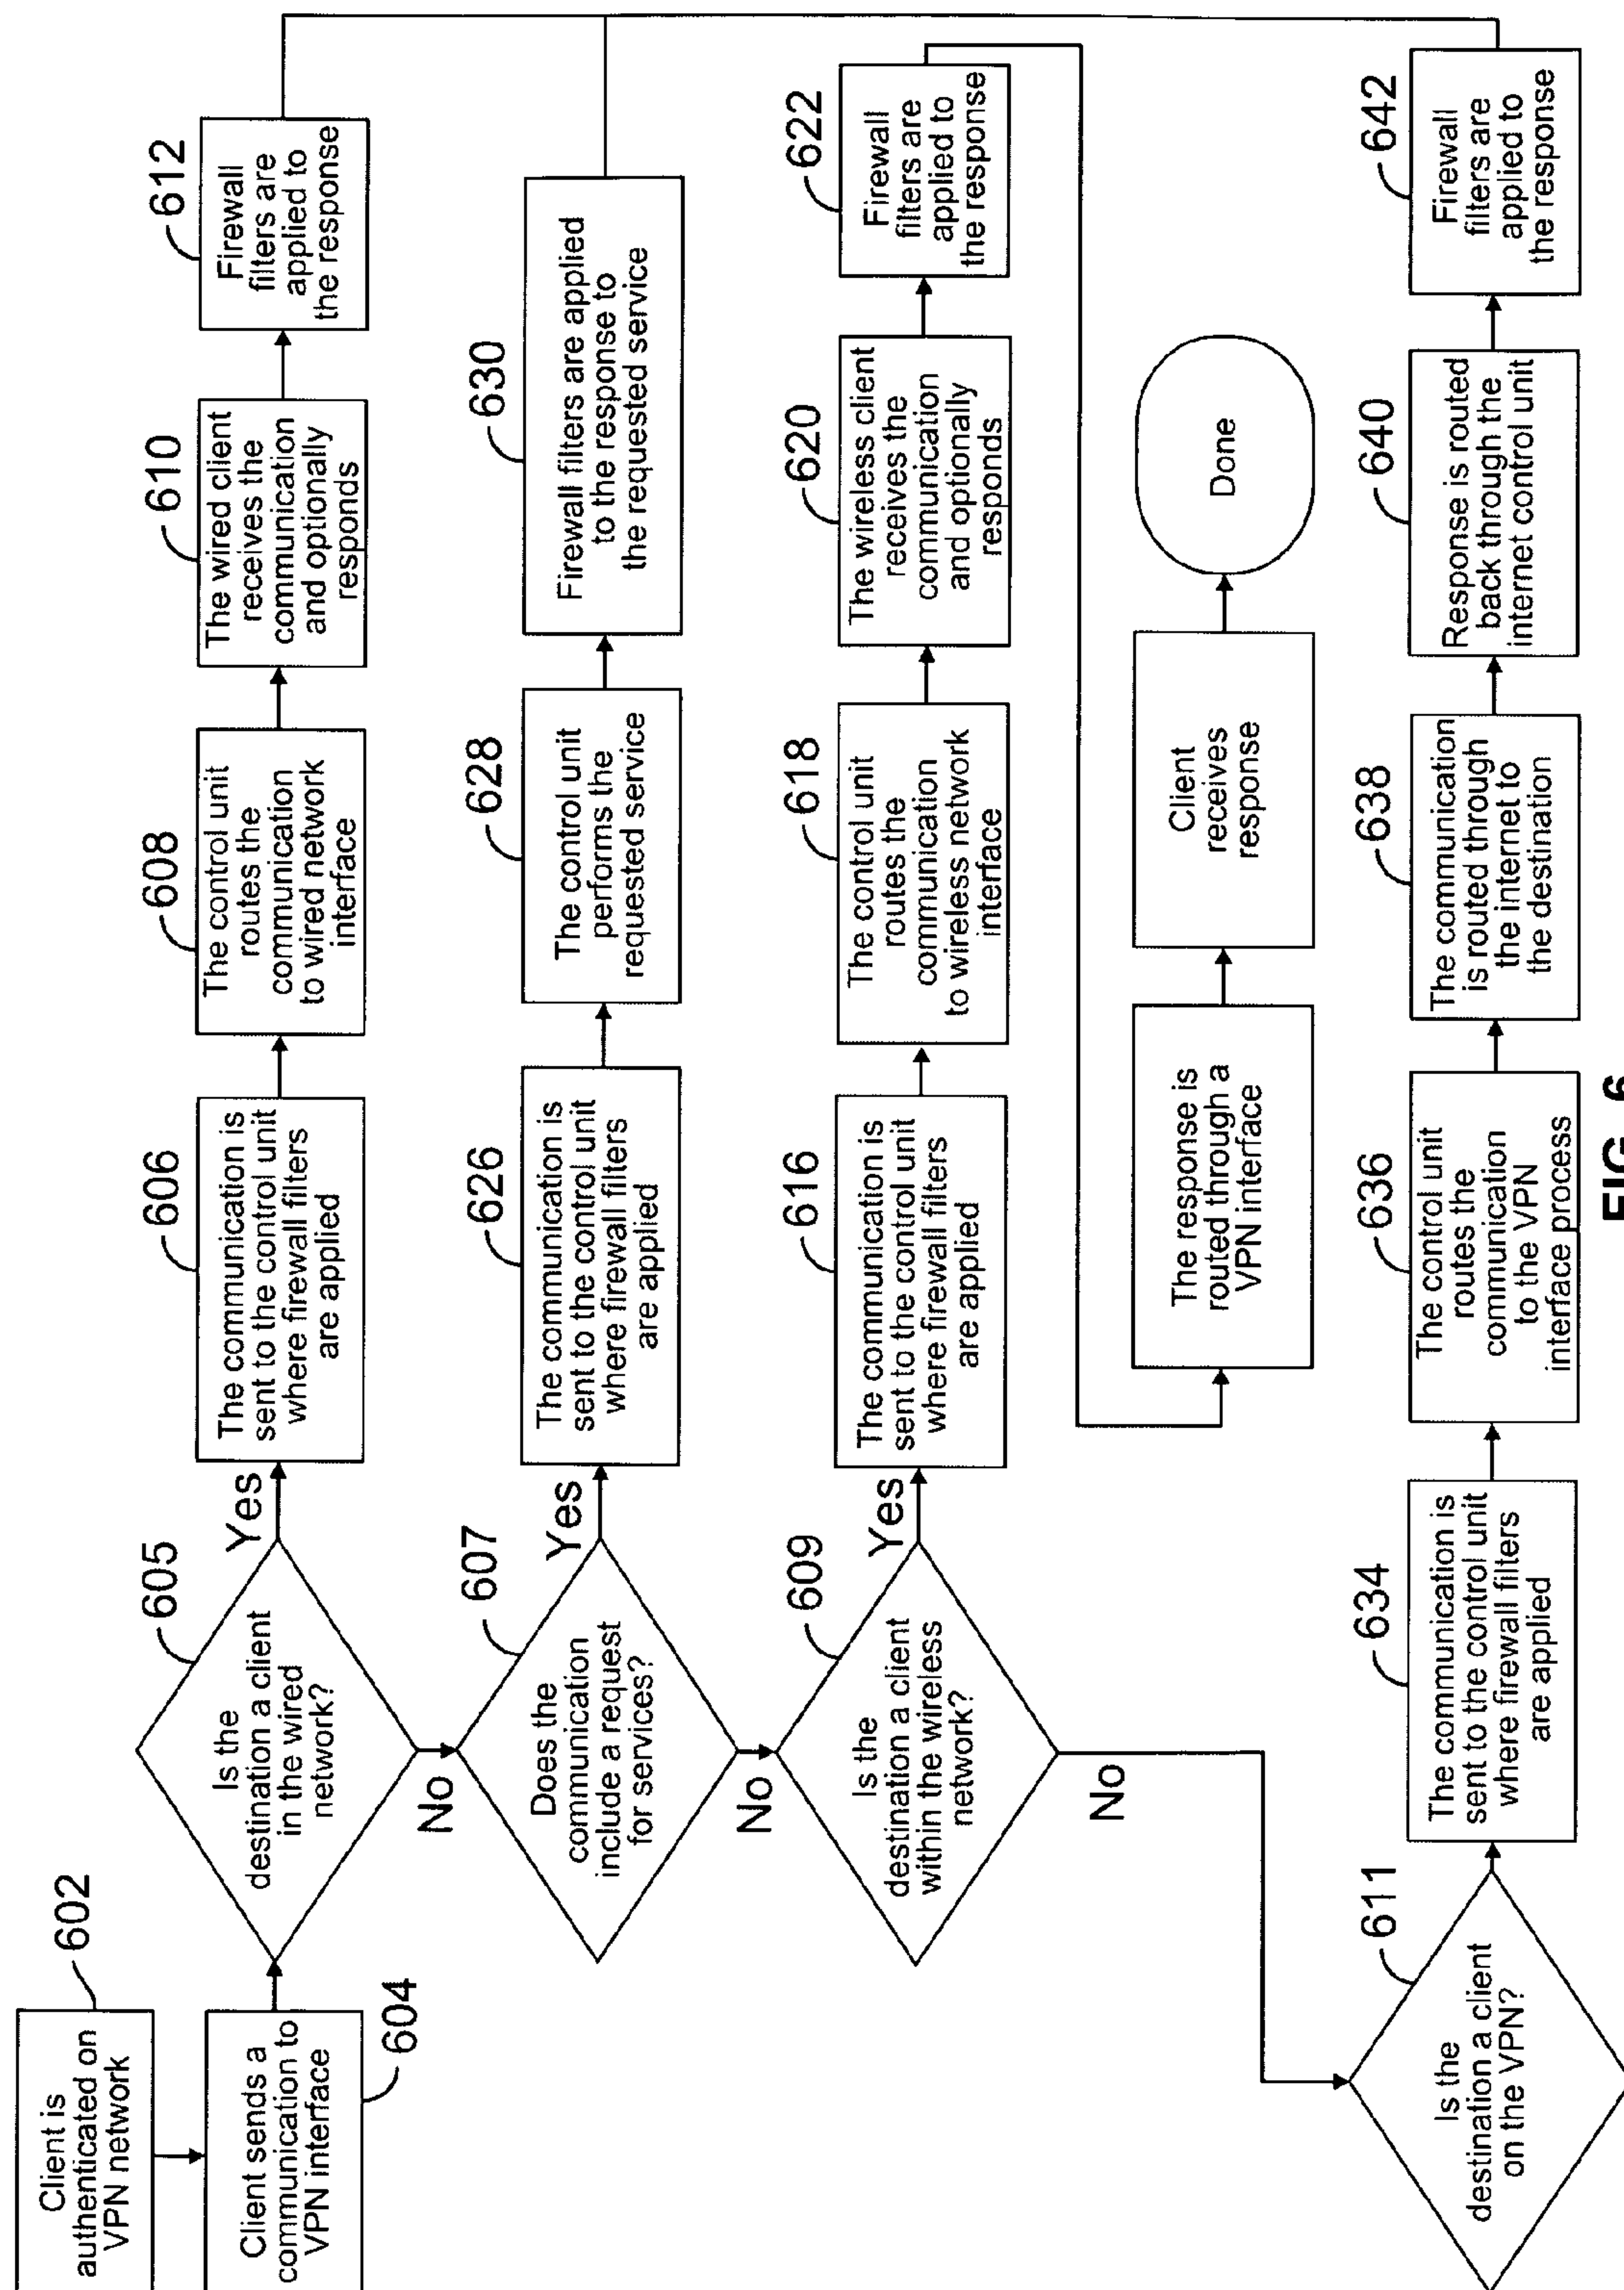 602
Client is
authenticated on
VPN network
Client sends a
communication to
VPN interface
604
605
Is the
destination a client
in the wired
network?
Yes
No
606
The communication is
sent to the control unit
where firewall filters
are applied
608
The control unit
routes the
communication
to wired network
interface
610
The wired client
receives the
communication
and optionally
responds
612
Firewall
filters are
applied to
the response
607
Does the
communication
include a request
for services?
Yes
No
626
The communication is
sent to the control unit
where firewall filters
are applied
628
The control unit
performs the
requested service
630
Firewall filters are applied
to the response to
the requested service
609
Is the
destination a client
within the wireless
network?
Yes
No
616
The communication is
sent to the control unit
where firewall filters
are applied
618
The control unit
routes the
communication
to wireless network
interface
620
The wireless client
receives the
communication
and optionally
responds
622
Firewall
filters are
applied to
the response
The response is
routed through a
VPN interface
Client
receives
response
Done
611
Is the
destination a client
on the VPN?
634
The communication is
sent to the control unit
where firewall filters
are applied
636
The control unit
routes the
communication
to the VPN
interface process
638
The communication
is routed through
the internet to
the destination
640
Response is routed
back through the
internet control unit
642
Firewall
filters are
applied to
the response
FIG. 6